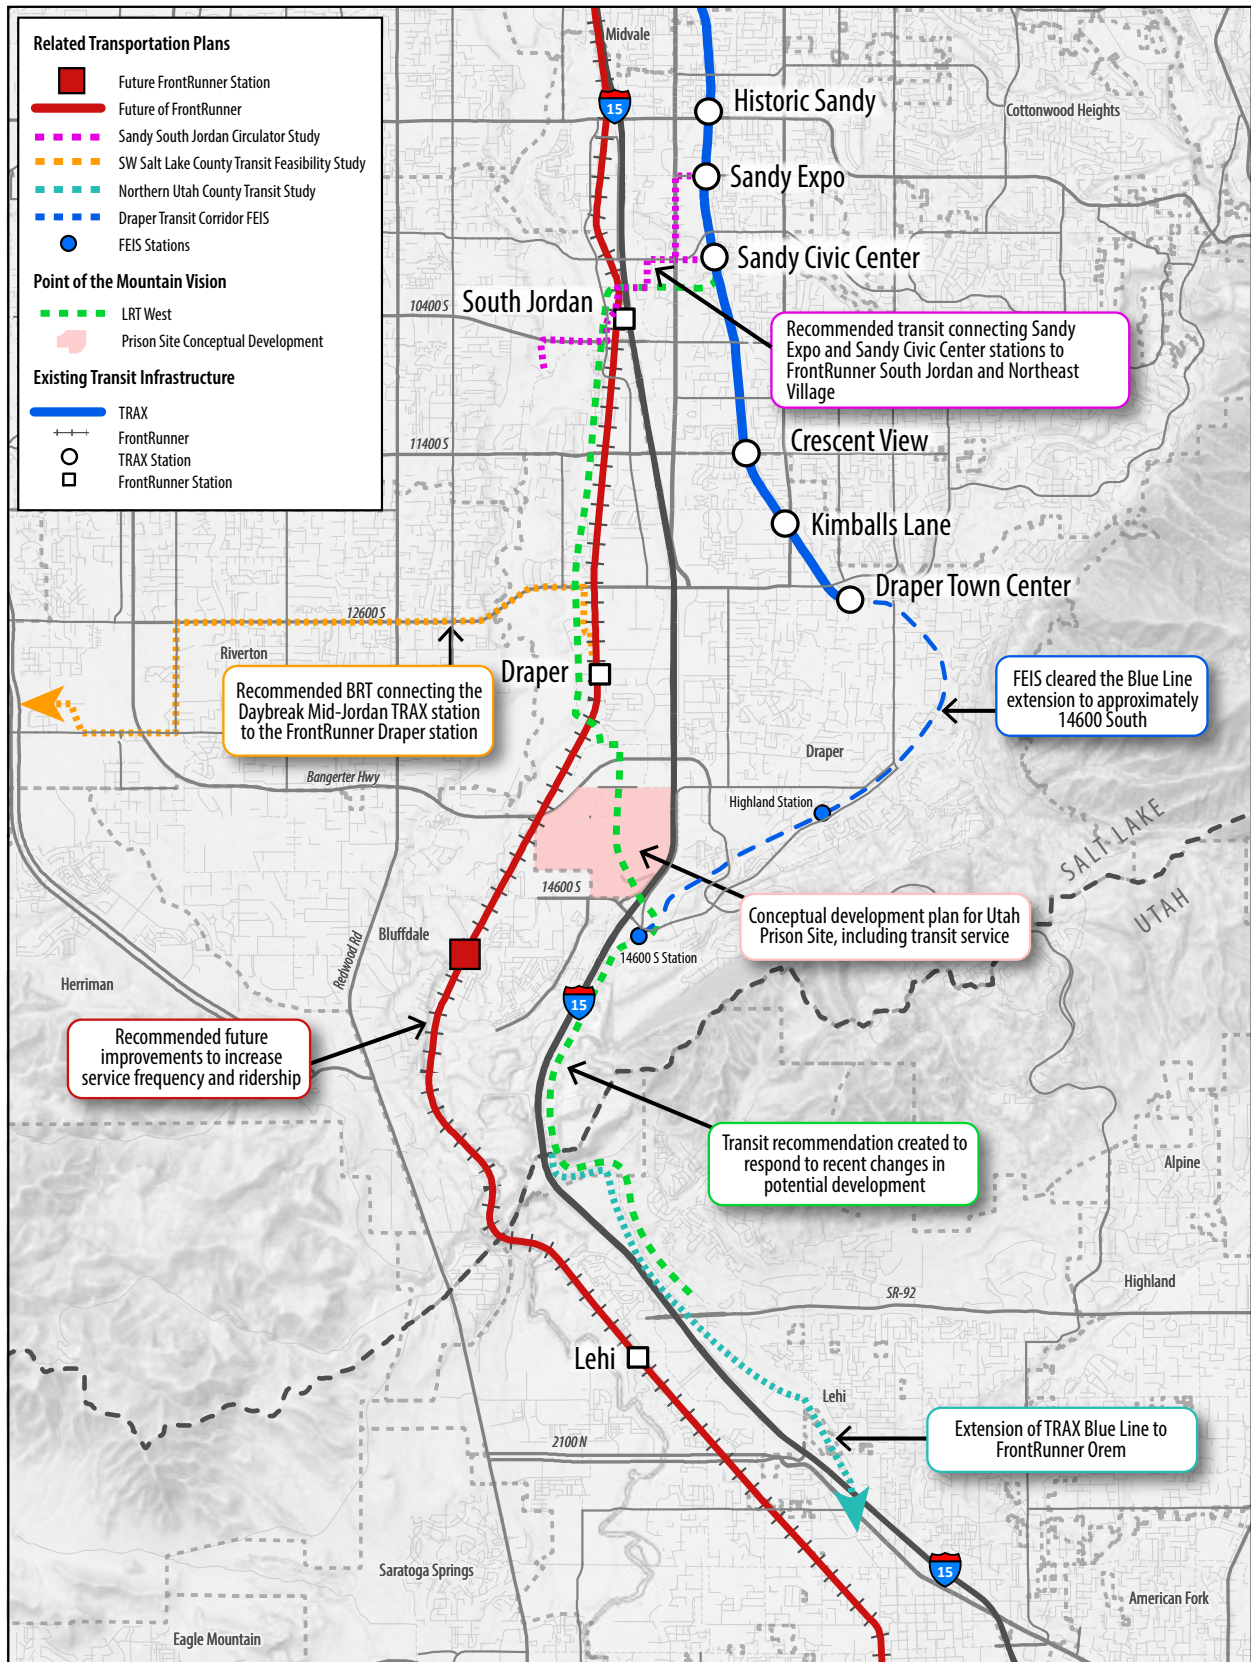 Related Transportation Plans
Future FrontRunner Station
Future of FrontRunner
Sandy South Jordan Circulator Study
SW Salt Lake County Transit Feasibility Study
Northern Utah County Transit Study
Draper Transit Corridor FEIS
FEIS Stations
Point of the Mountain Vision
LRT West
Prison Site Conceptual Development
Existing Transit Infrastructure
TRAX
FrontRunner
TRAX Station
FrontRunner Station
Midvale
15
Historic Sandy
Cottonwood Heights
Sandy Expo
Sandy Civic Center
10400 S
South Jordan
Recommended transit connecting Sandy
Expo and Sandy Civic Center stations to
FrontRunner South Jordan and Northeast
Village
11400 S
Crescent View
Kimballs Lane
Draper Town Center
12600 S
Riverton
Draper
Recommended BRT connecting the
Daybreak Mid-Jordan TRAX station
to the FrontRunner Draper station
FEIS cleared the Blue Line
extension to approximately
14600 South
Draper
Bangerter Hwy
Highland Station
SALT LAKE
UTAH
14600 S
Conceptual development plan for Utah
Prison Site, including transit service
Bluffdale
14600 S Station
Redwood Rd
Herriman
15
Recommended future
improvements to increase
service frequency and ridership
Transit recommendation created to
respond to recent changes in
potential development
Alpine
Highland
SR-92
Lehi
Lehi
Extension of TRAX Blue Line to
FrontRunner Orem
2100 N
Saratoga Springs
15
American Fork
Eagle Mountain